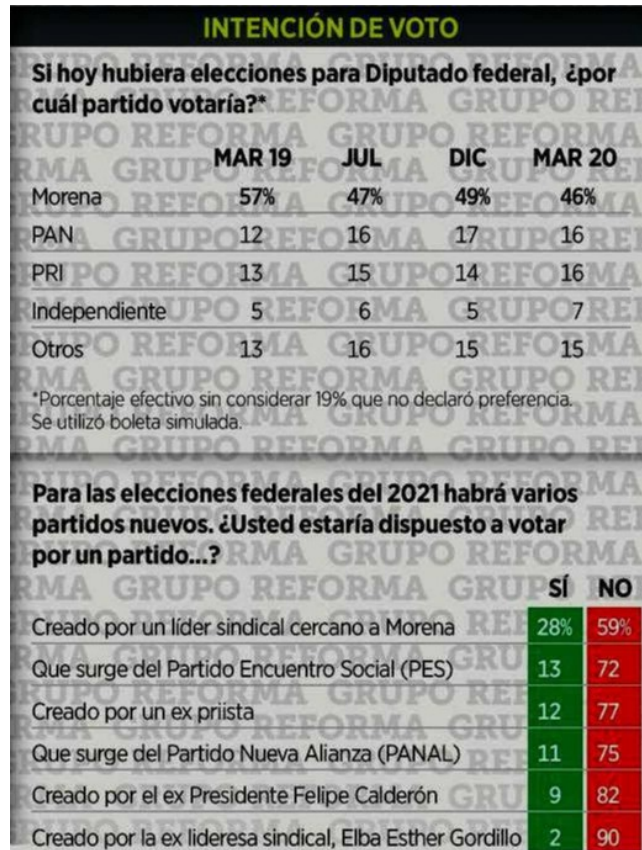 INTENCIÓN DE VOTO
Si hoy hubiera elecciones para Diputado federal, ¿por
cuál partido votaría?*
MAR 19 JUL DIC MAR 20
Morena 57% 47% 49% 46%
PAN 12 16 17 16
PRI 13 15 14 16
Independiente 5 6 5 7
Otros 13 16 15 15
*Porcentaje efectivo sin considerar 19% que no declaró preferencia.
Se utilizó boleta simulada.
Para las elecciones federales del 2021 habrá varios
partidos nuevos. ¿Usted estaría dispuesto a votar
por un partido...?
SÍ NO
Creado por un líder sindical cercano a Morena 28% 59%
Que surge del Partido Encuentro Social (PES) 13 72
Creado por un ex priista 12 77
Que surge del Partido Nueva Alianza (PANAL) 11 75
Creado por el ex Presidente Felipe Calderón 9 82
Creado por la ex lideresa sindical, Elba Esther Gordillo 2 90
GRUPO REFORMA